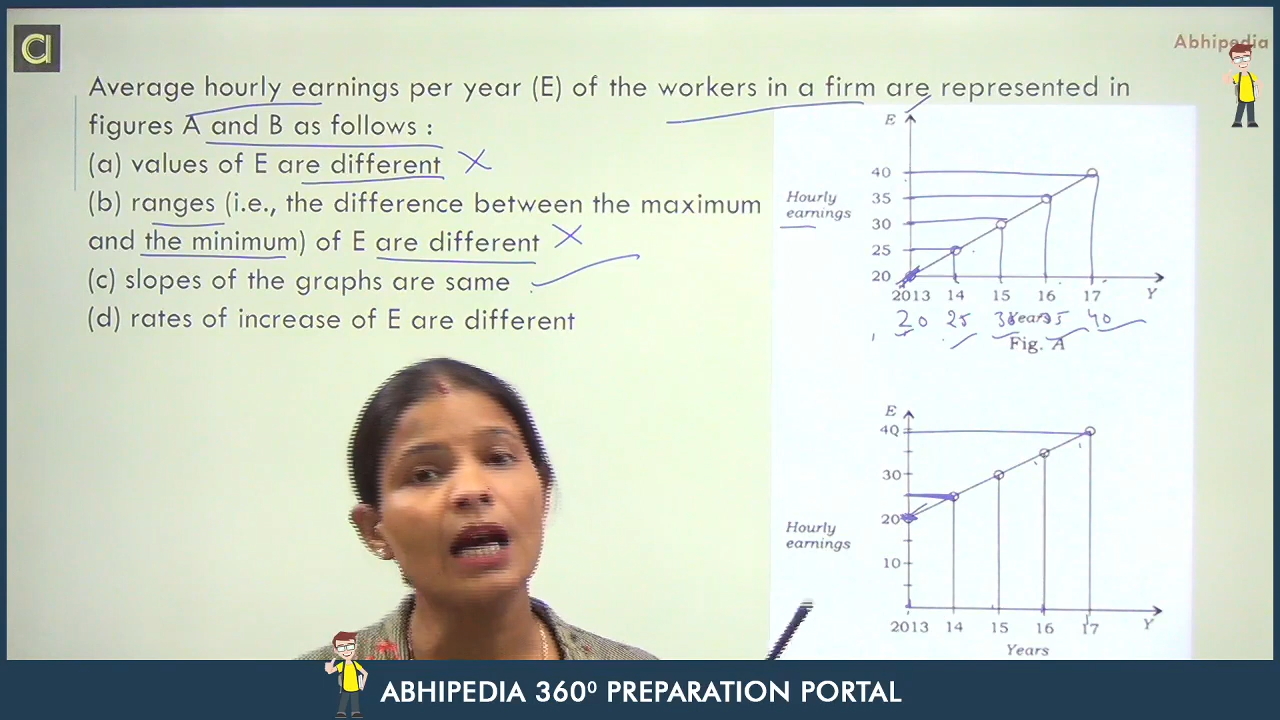 Abhipedia
Average hourly earnings per year (E) of the workers in a firm are represented in
figures A and B as follows :
(a) values of E are different
(b) ranges (i.e., the difference between the maximum
and the minimum) of E are different
(c) slopes of the graphs are same
(d) rates of increase of E are different
E
40
35
30
25
20
Hourly
earnings
2013 14 15 16 17 Y
20 25 35 40
Years
Fig. A
E
40
30
20
10
Hourly
earnings
2013 14 15 16 17 Y
Years
ABHIPEDIA 360⁰ PREPARATION PORTAL